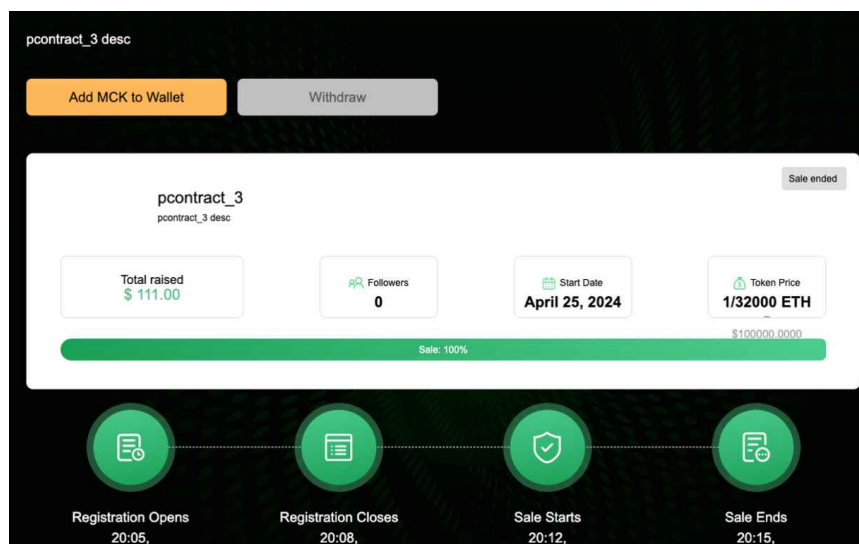 pcontract_3 desc
Add MCK to Wallet
Withdraw
Sale ended
pcontract_3
pcontract_3 desc
Total raised
$ 111.00
Followers
0
Start Date
April 25, 2024
Token Price
1/32000 ETH
~
$100000.0000
Sale: 100%
Registration Opens
20:05,
Registration Closes
20:08,
Sale Starts
20:12,
Sale Ends
20:15,